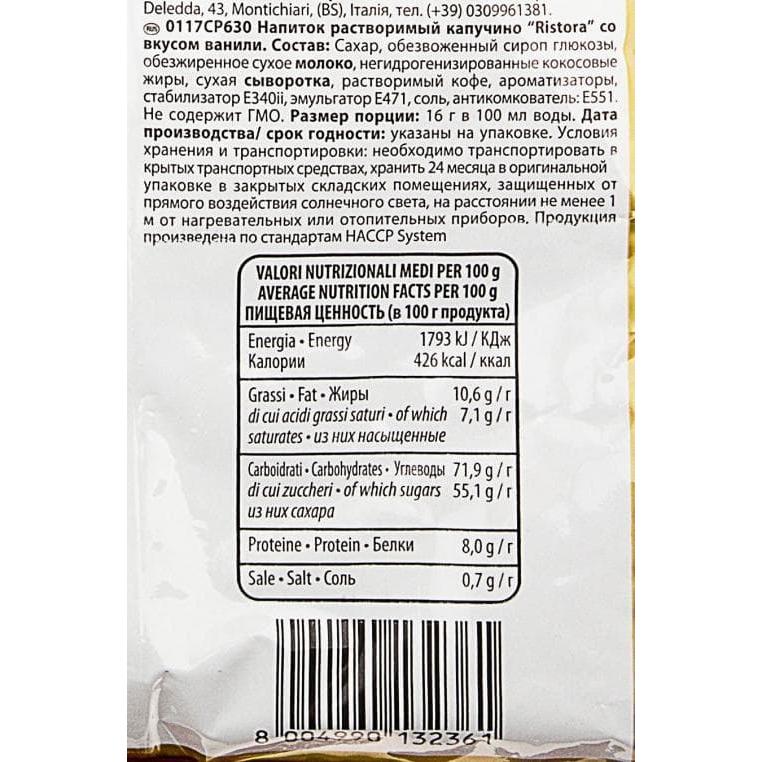 Deledda, 43, Montichiari, (BS), Італія, тел. (+39) 0309961381.
RUS 0117CP630 Напиток растворимый капучино “Ristora” со
вкусом ванили. Состав: Сахар, обезвоженный сироп глюкозы,
обезжиренное сухое молоко, негидрогенизированные кокосовые
жиры, сухая сыворотка, растворимый кофе, ароматизаторы,
стабилизатор E340ii, эмульгатор E471, соль, антикомкователь: E551.
Не содержит ГМО. Размер порции: 16 г в 100 мл воды. Дата
производства/ срок годности: указаны на упаковке. Условия
хранения и транспортировки: необходимо транспортировать в
крытых транспортных средствах, хранить 24 месяца в оригинальной
упаковке в закрытых складских помещениях, защищенных от
прямого воздействия солнечного света, на расстоянии не менее 1
м от нагревательных или отопительных приборов. Продукция
произведена по стандартам HACCP System
VALORI NUTRIZIONALI MEDI PER 100 g
AVERAGE NUTRITION FACTS PER 100 g
ПИЩЕВАЯ ЦЕННОСТЬ (в 100 г продукта)
Energia • Energy 1793 kJ / КДж
Калории 426 kcal / ккал
Grassi • Fat • Жиры 10,6 g / г
di cui acidi grassi saturi • of which 7,1 g / г
saturates • из них насыщенные
Carboidrati • Carbohydrates • Углеводы 71,9 g / г
di cui zuccheri • of which sugars 55,1 g / г
из них сахара
Proteine • Protein • Белки 8,0 g / г
Sale • Salt • Соль 0,7 g / г
8 004990 132361